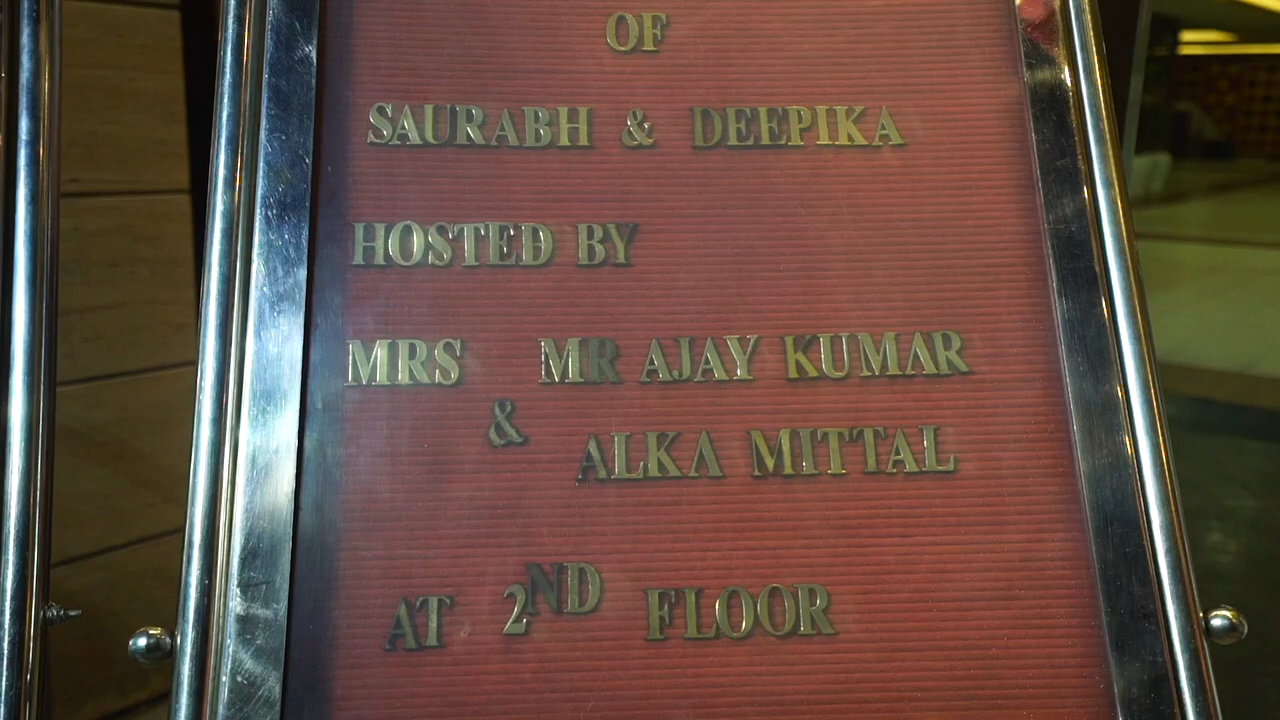 OF
SAURABH & DEEPIKA
HOSTED BY
MRS MR AJAY KUMAR
& ALKA MITTAL
AT 2ND FLOOR